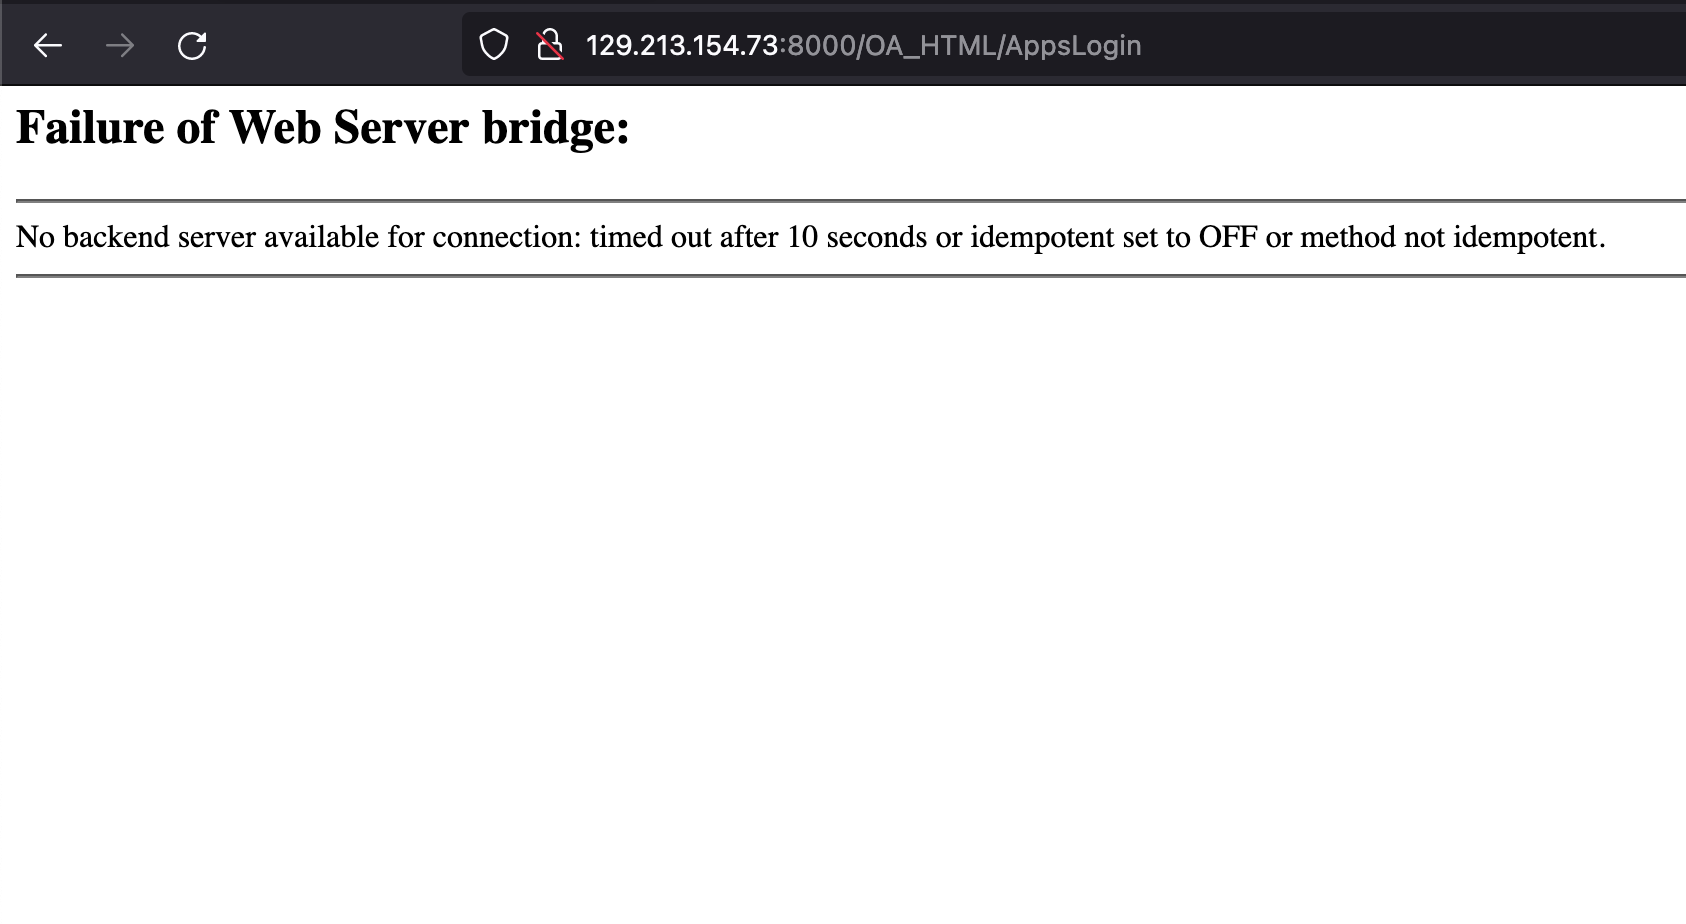 129.213.154.73:8000/OA_HTML/AppsLogin
Failure of Web Server bridge:
No backend server available for connection: timed out after 10 seconds or idempotent set to OFF or method not idempotent.